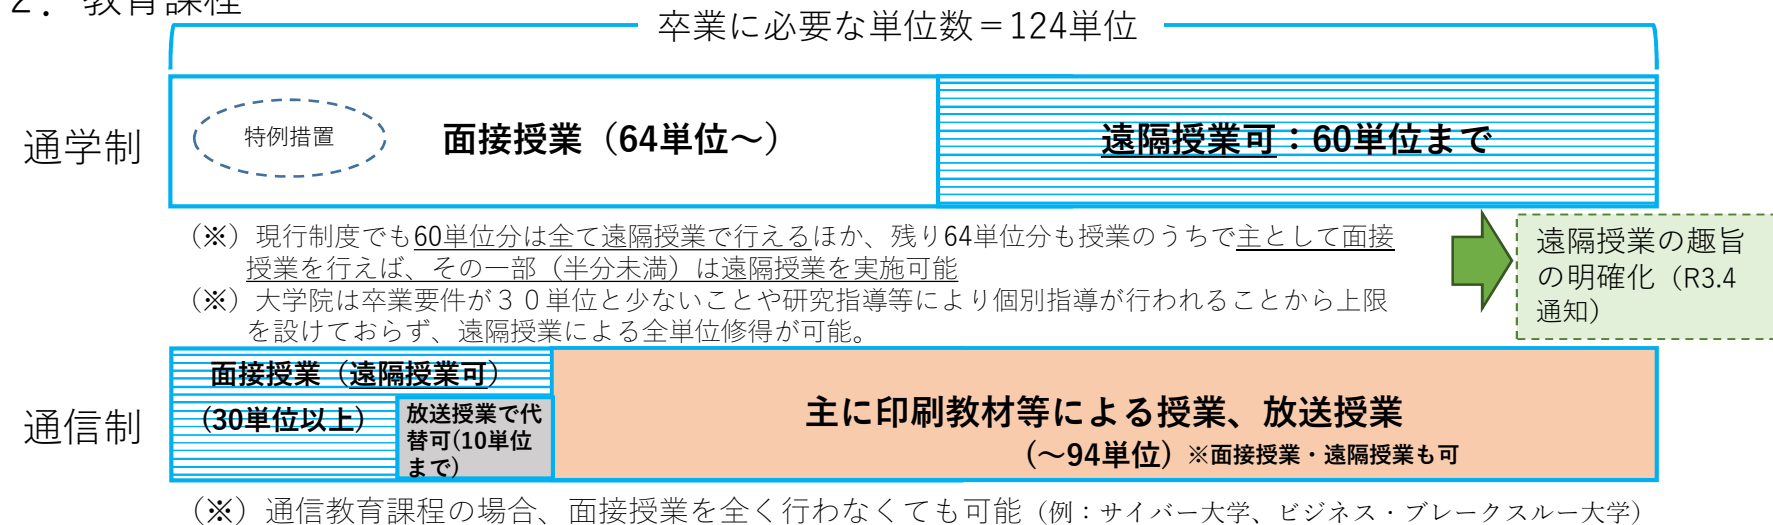 ２．教育課程
卒業に必要な単位数＝124単位
通学制
特例措置
面接授業（64単位～）
遠隔授業可：60単位まで
（※）現行制度でも60単位分は全て遠隔授業で行えるほか、残り64単位分も授業のうちで主として面接
授業を行えば、その一部（半分未満）は遠隔授業を実施可能
（※）大学院は卒業要件が３０単位と少ないことや研究指導等により個別指導が行われることから上限
を設けておらず、遠隔授業による全単位修得が可能。
遠隔授業の趣旨
の明確化（R3.4
通知）
通信制
面接授業（遠隔授業可）
（30単位以上）
放送授業で代
替可(10単位
まで)
主に印刷教材等による授業、放送授業
（～94単位）※面接授業・遠隔授業も可
（※）通信教育課程の場合、面接授業を全く行わなくても可能（例：サイバー大学、ビジネス・ブレークスルー大学）